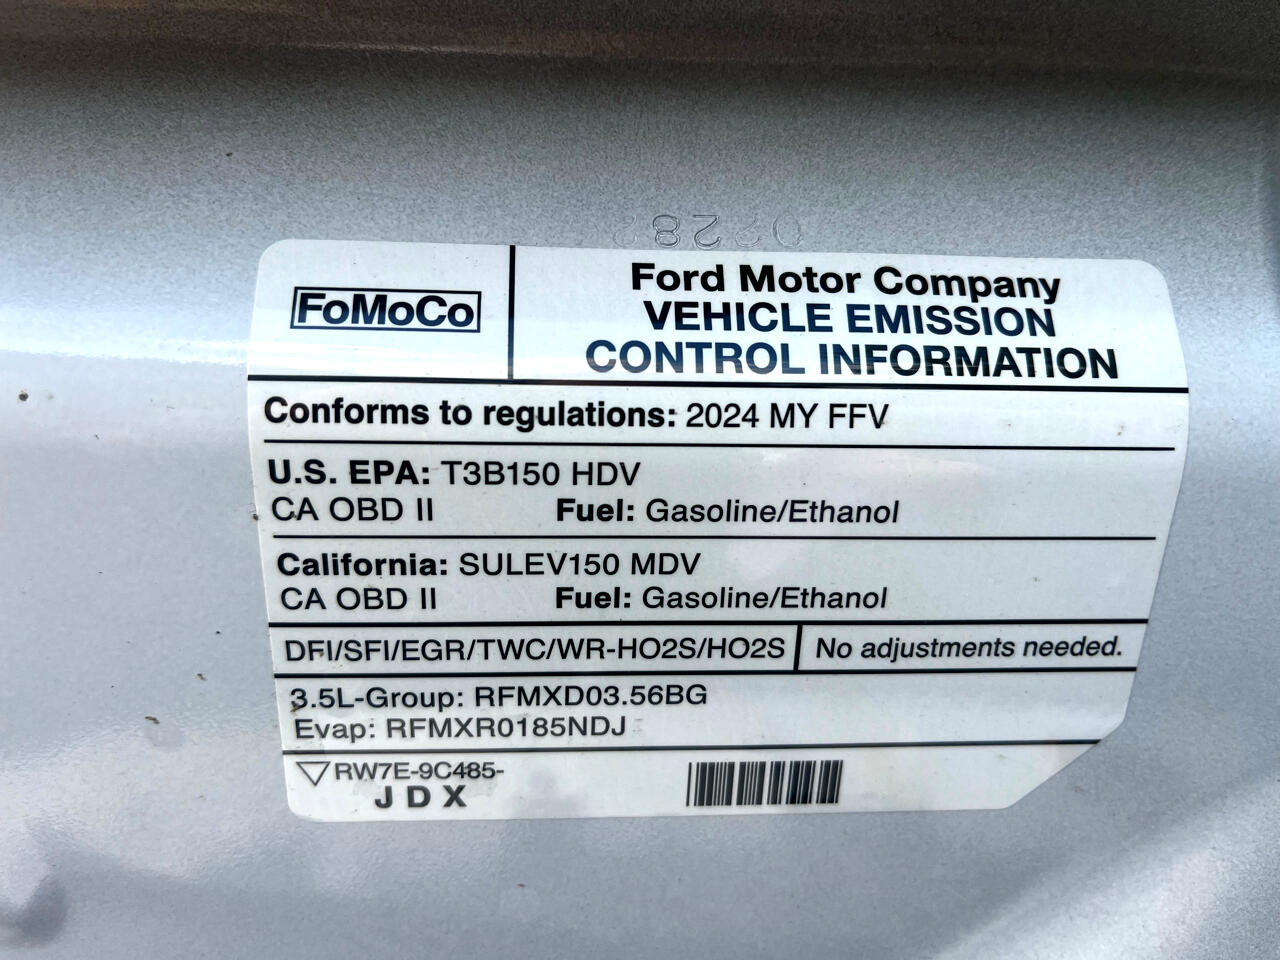 FoMoCo
Ford Motor Company
VEHICLE EMISSION
CONTROL INFORMATION
Conforms to regulations: 2024 MY FFV
U.S. EPA: T3B150 HDV
CA OBD II Fuel: Gasoline/Ethanol
California: SULEV150 MDV
CA OBD II Fuel: Gasoline/Ethanol
DFI/SFI/EGR/TWC/WR-HO2S/HO2S No adjustments needed.
3.5L-Group: RFMXD03.56BG
Evap: RFMXR0185NDJ
RW7E-9C485-
JDX